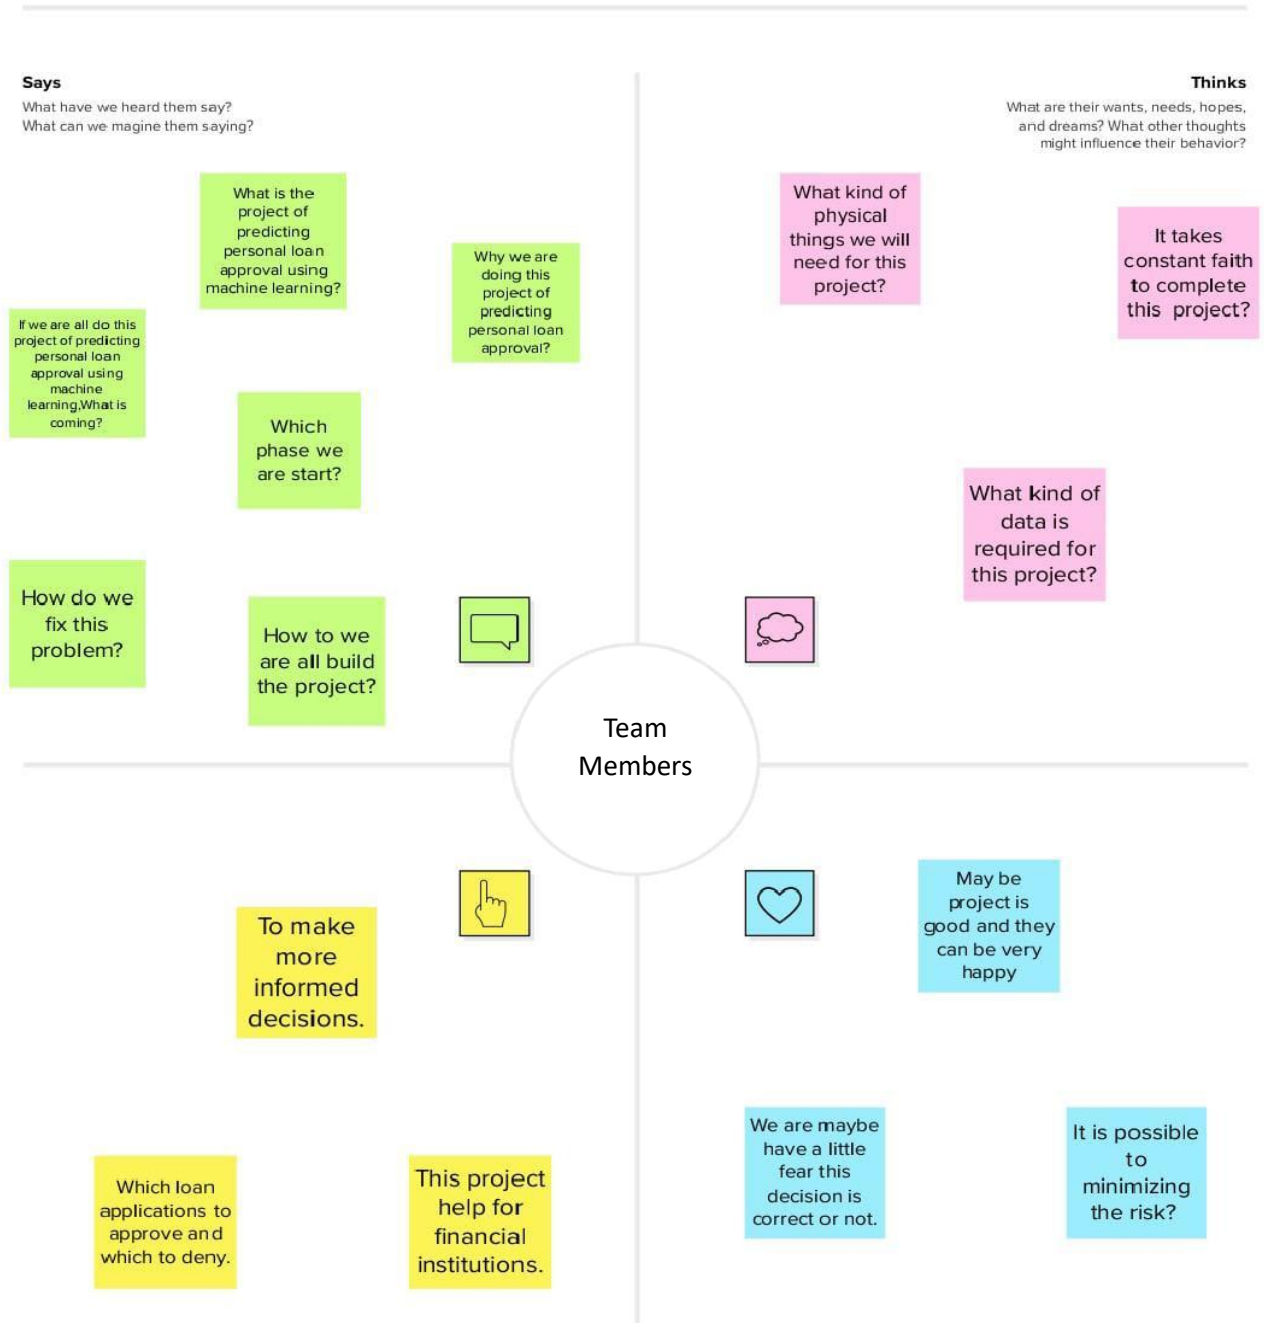 Says
What have we heard them say?
What can we magine them saying?
Thinks
What are their wants, needs, hopes,
and dreams? What other thoughts
might influence their behavior?
What is the
project of
predicting
personal loan
approval using
machine learning?
Why we are
doing this
project of
predicting
personal loan
approval?
If we are all do this
project of predicting
personal loan
approval using
machine
learning,What is
coming?
Which
phase we
are start?
How do we
fix this
problem?
How to we
are all build
the project?
What kind of
physical
things we will
need for this
project?
It takes
constant faith
to complete
this project?
What kind of
data is
required for
this project?
Team
Members
To make
more
informed
decisions.
Which loan
applications to
approve and
which to deny.
This project
help for
financial
institutions.
May be
project is
good and they
can be very
happy
We are maybe
have a little
fear this
decision is
correct or not.
It is possible
to
minimizing
the risk?